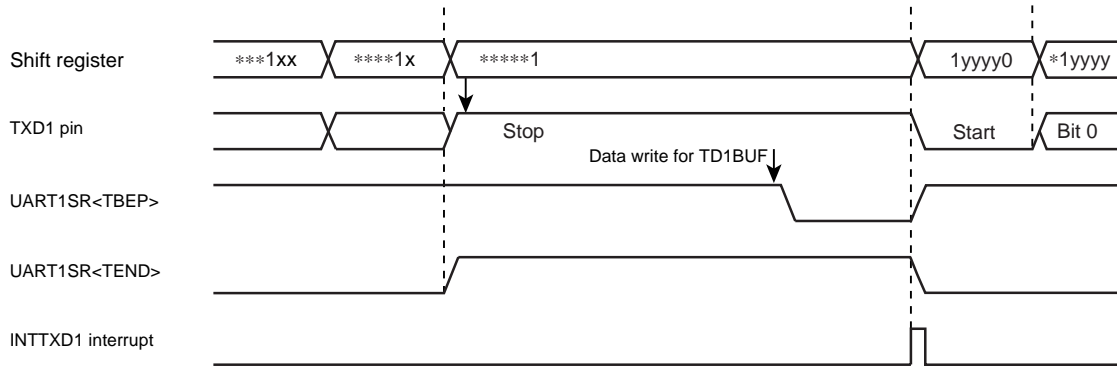 Shift register ***1xx ****1x *****1 1yyyy0 *1yyyy
TXD1 pin Stop Start Bit 0
Data write for TD1BUF
UART1SR<TBEP>
UART1SR<TEND>
INTTXD1 interrupt